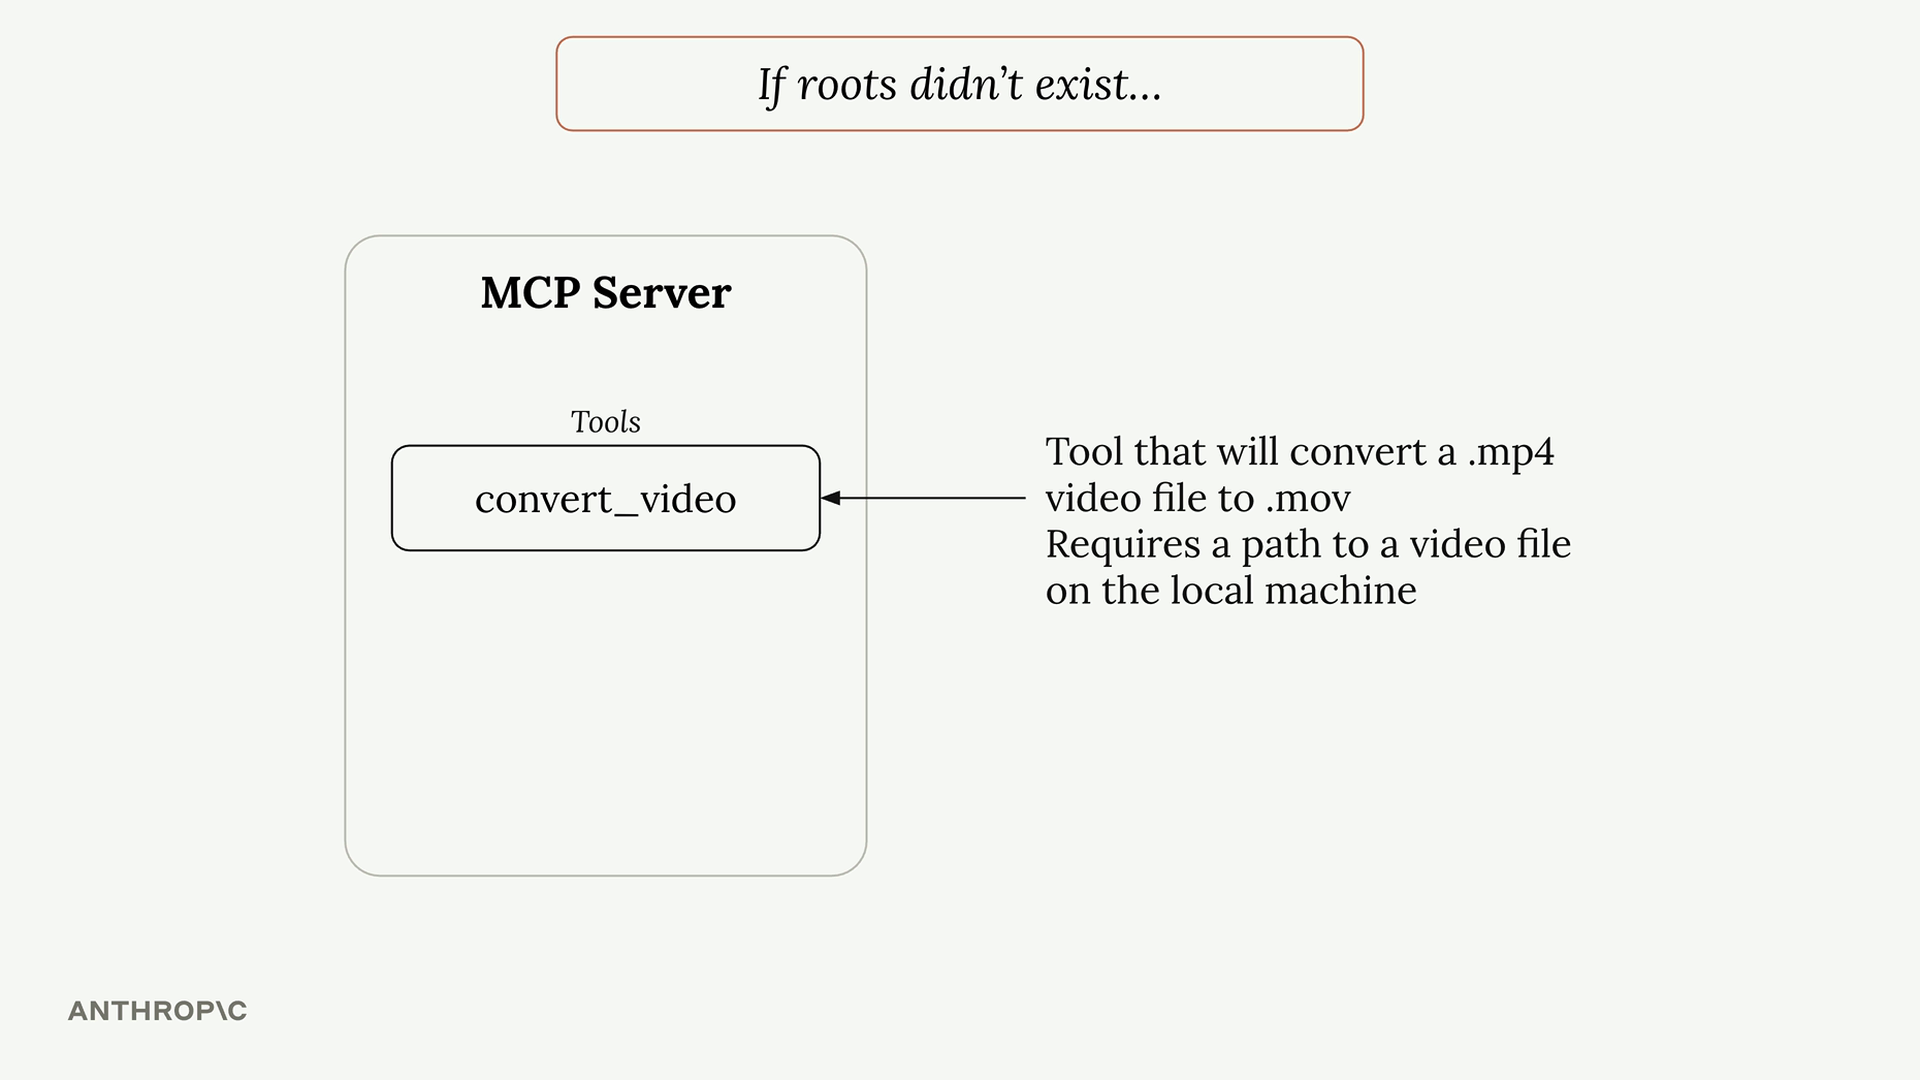 If roots didn’t exist…
MCP Server
Tools
convert_video
Tool that will convert a .mp4
video file to .mov
Requires a path to a video file
on the local machine
ANTHROP\C